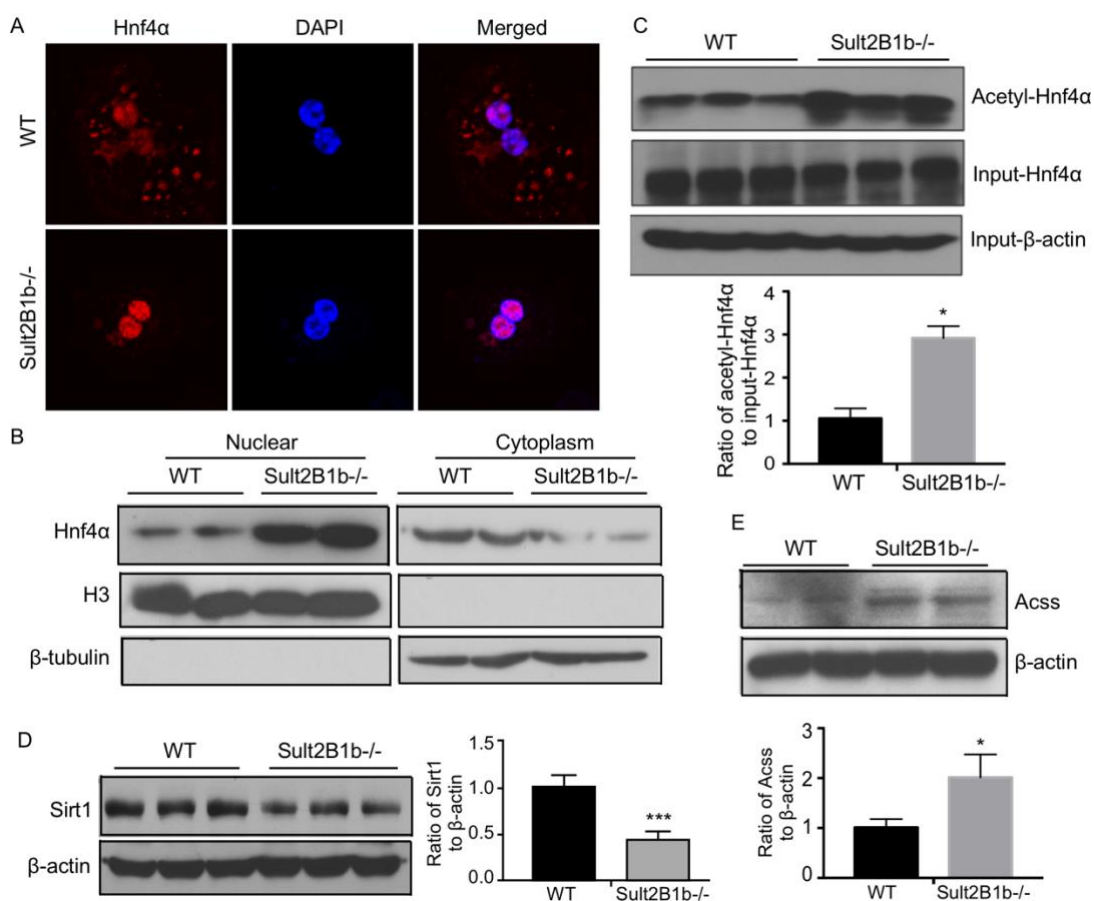 A
Hnf4α DAPI Merged
WT
Sult2B1b-/-
B
Nuclear Cytoplasm
WT Sult2B1b-/- WT Sult2B1b-/-
Hnf4α
H3
β-tubulin
C
WT Sult2B1b-/-
Acetyl-Hnf4α
Input-Hnf4α
Input-β-actin
Ratio of acetyl-Hnf4α
to input-Hnf4α
4
3
2
1
0
*
WT Sult2B1b-/-
D
WT Sult2B1b-/-
Sirt1
β-actin
Ratio of Sirt1
to β-actin
1.5
1.0
0.5
0.0
***
WT Sult2B1b-/-
E
WT Sult2B1b-/-
Acss
β-actin
Ratio of Acss
to β-actin
3
2
1
0
*
WT Sult2B1b-/-